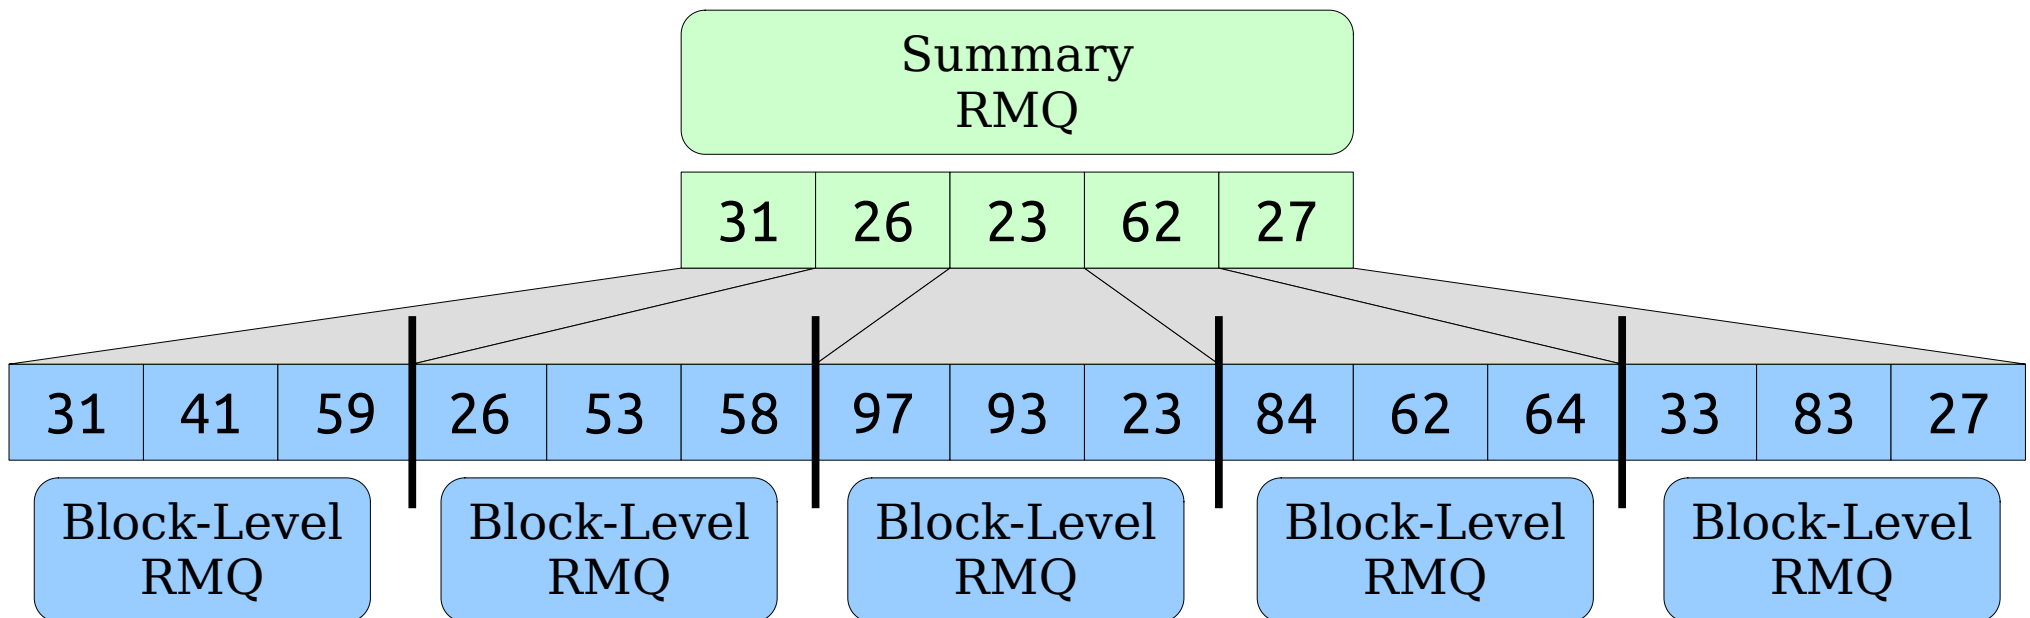 Summary
RMQ
31 26 23 62 27
31 41 59 26 53 58 97 93 23 84 62 64 33 83 27
Block-Level Block-Level Block-Level Block-Level Block-Level
RMQ RMQ RMQ RMQ RMQ